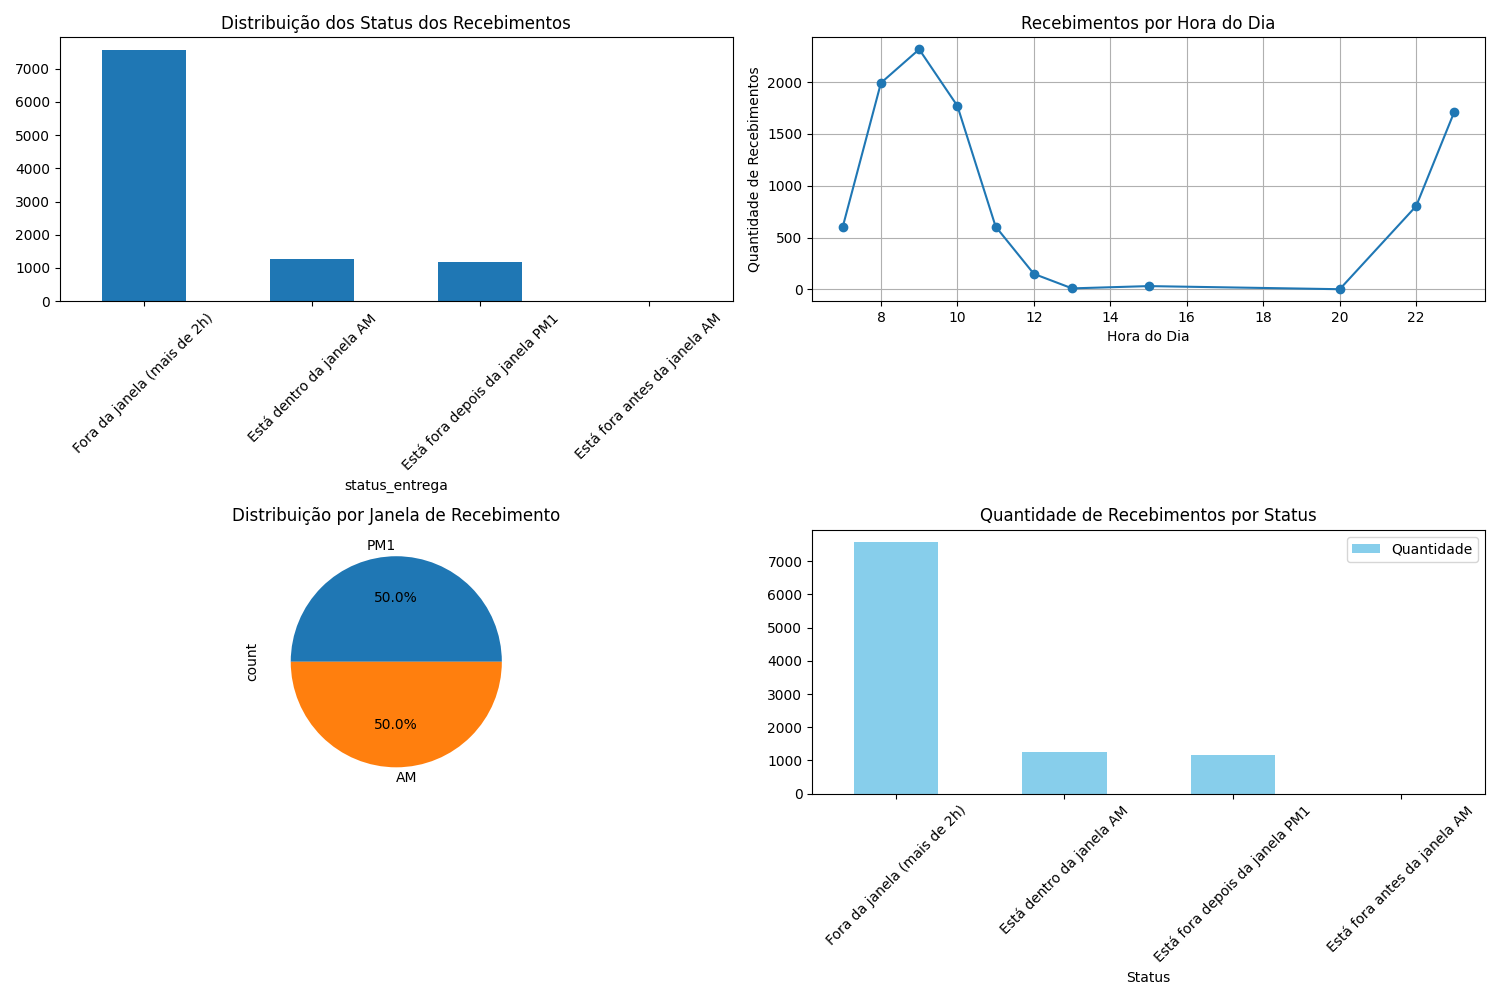 Distribuição dos Status dos Recebimentos
7000
6000
5000
4000
3000
2000
1000
0
Fora da janela (mais de 2h)
Está dentro da janela AM
Está fora depois da janela PM1
Está fora antes da janela AM
status_entrega
Recebimentos por Hora do Dia
Quantidade de Recebimentos
2000
1500
1000
500
0
8 10 12 14 16 18 20 22
Hora do Dia
Distribuição por Janela de Recebimento
PM1
50.0%
count
50.0%
AM
Quantidade de Recebimentos por Status
Quantidade
7000
6000
5000
4000
3000
2000
1000
0
Fora da janela (mais de 2h)
Está dentro da janela AM
Está fora depois da janela PM1
Está fora antes da janela AM
Status